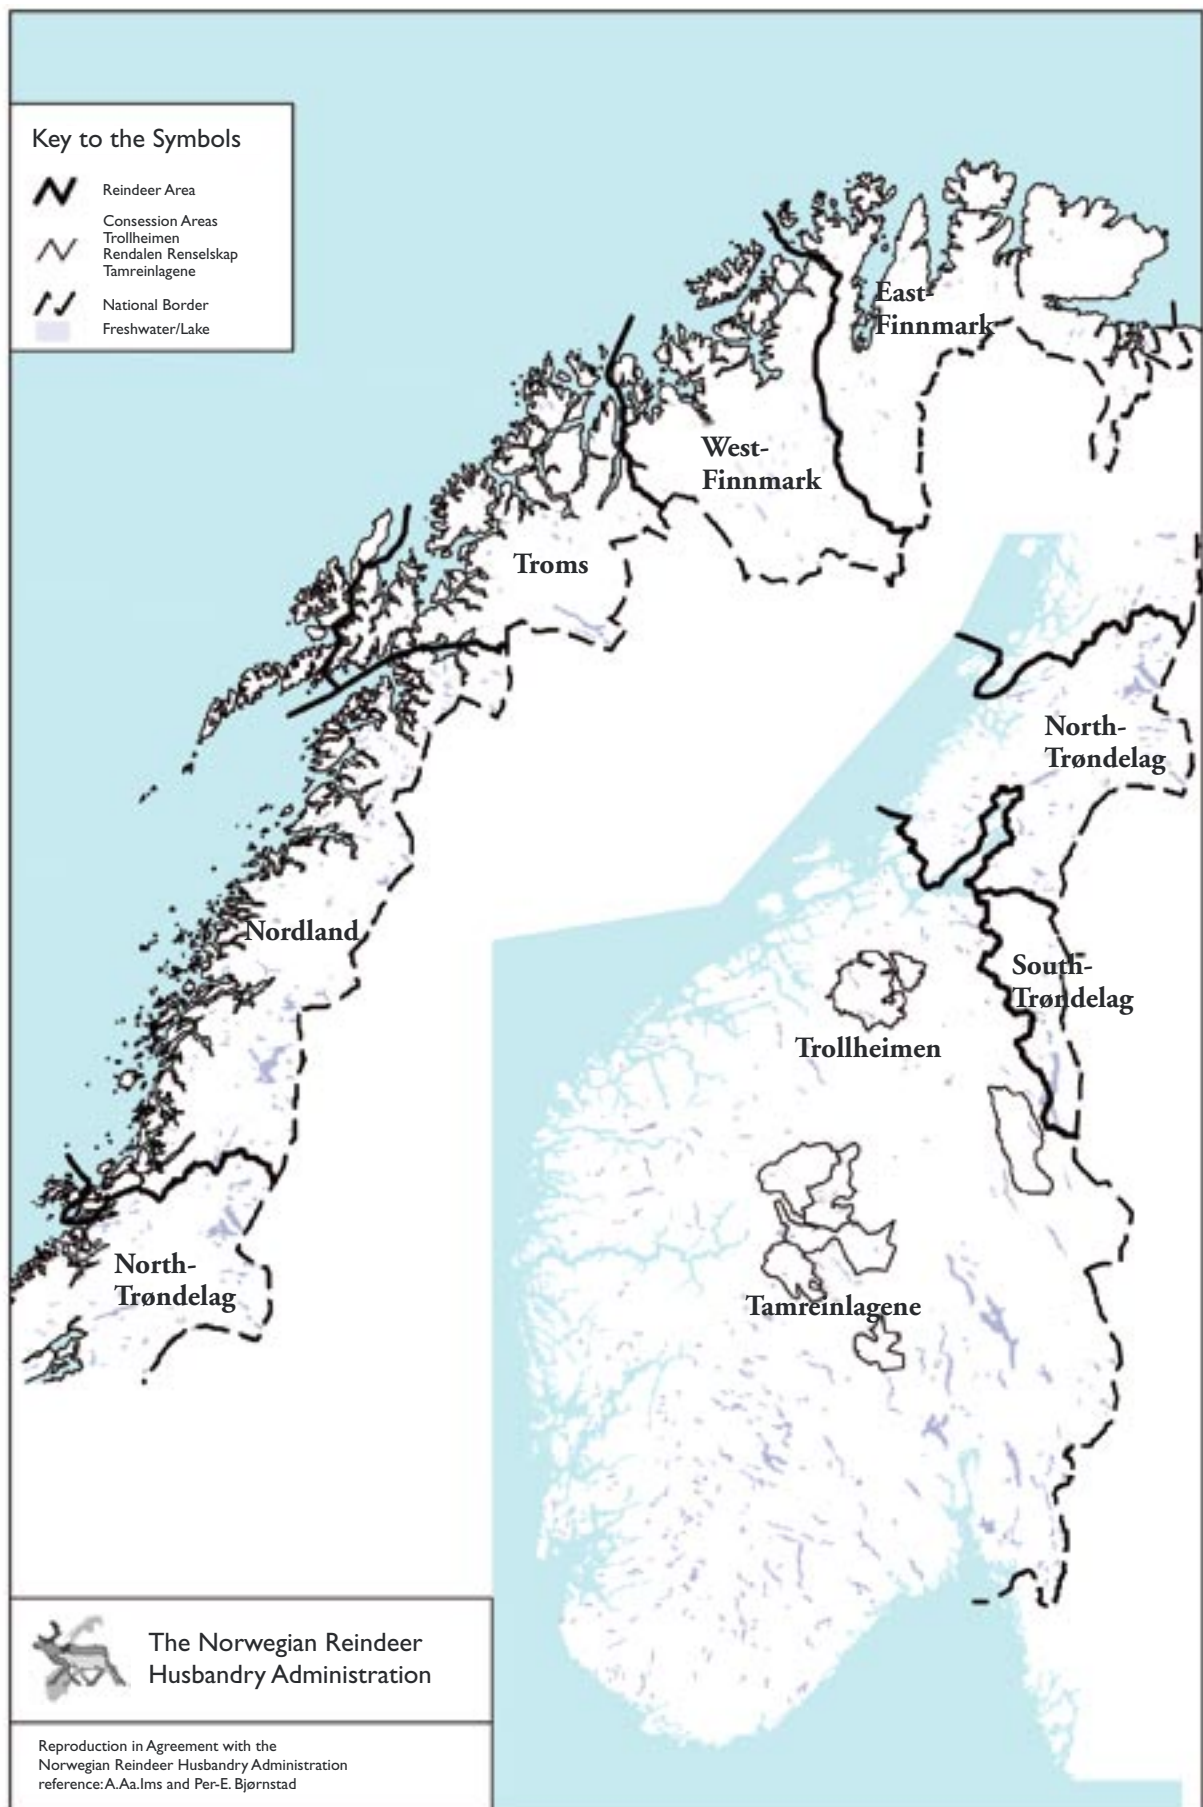 Key to the Symbols
Reindeer Area
Consession Areas
Trollheimen
Rendalen Renselskap
Tamreinlagene
National Border
Freshwater/Lake
East-
Finnmark
West-
Finnmark
Troms
North-
Trøndelag
Nordland
South-
Trøndelag
Trollheimen
North-
Trøndelag
Tamreinlagene
The Norwegian Reindeer
Husbandry Administration
Reproduction in Agreement with the
Norwegian Reindeer Husbandry Administration
reference: A.Aa.Ims and Per-E. Bjørnstad